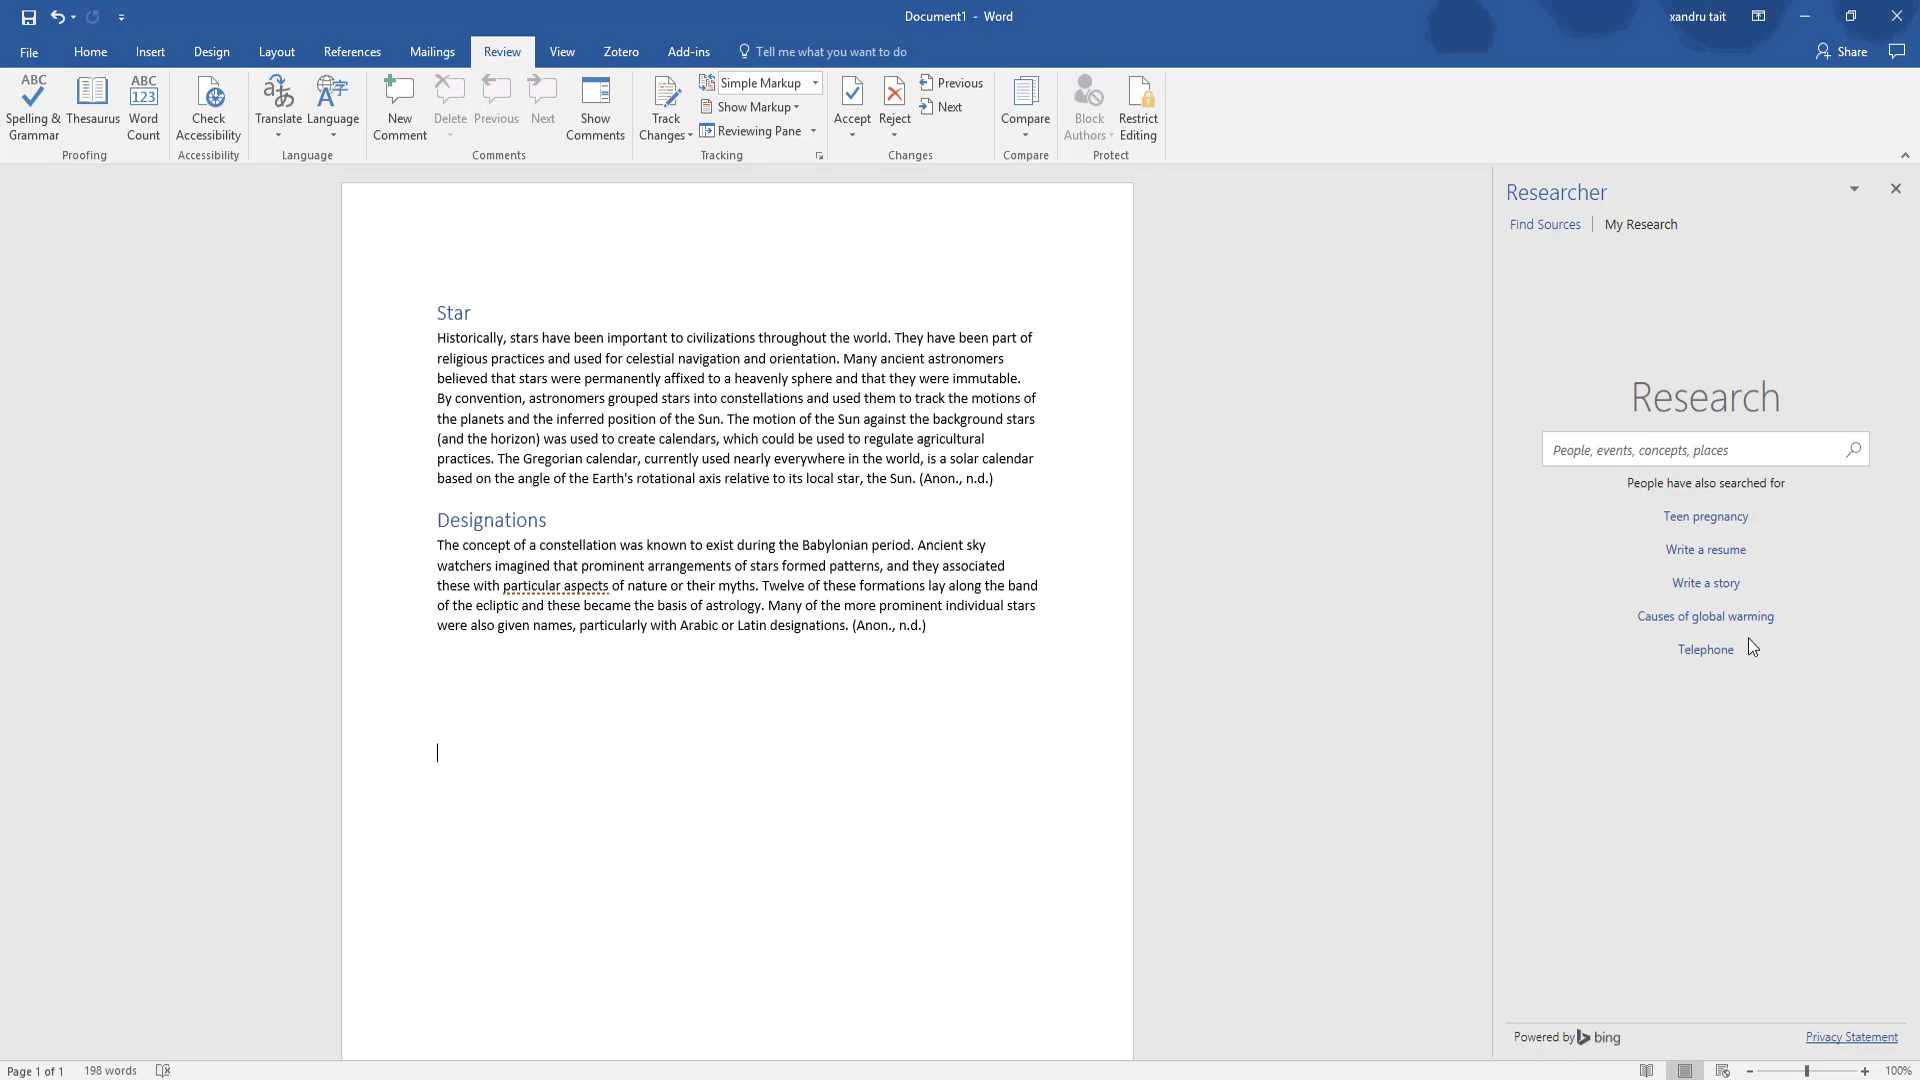 Document1 - Word
xandru tait
File Home Insert Design Layout References Mailings Review View Zotero Add-ins Tell me what you want to do Share
ABC
ABC
123
Spelling & Grammar
Thesaurus
Word Count
Proofing
Check Accessibility
Accessibility
Translate
Language
Language
New Comment
Delete
Previous
Next
Show Comments
Comments
Track Changes
Simple Markup
Show Markup
Reviewing Pane
Tracking
Accept
Reject
Previous
Next
Changes
Compare
Compare
Block Authors
Restrict Editing
Protect
Star
Historically, stars have been important to civilizations throughout the world. They have been part of
religious practices and used for celestial navigation and orientation. Many ancient astronomers
believed that stars were permanently affixed to a heavenly sphere and that they were immutable.
By convention, astronomers grouped stars into constellations and used them to track the motions of
the planets and the inferred position of the Sun. The motion of the Sun against the background stars
(and the horizon) was used to create calendars, which could be used to regulate agricultural
practices. The Gregorian calendar, currently used nearly everywhere in the world, is a solar calendar
based on the angle of the Earth's rotational axis relative to its local star, the Sun. (Anon., n.d.)
Designations
The concept of a constellation was known to exist during the Babylonian period. Ancient sky
watchers imagined that prominent arrangements of stars formed patterns, and they associated
these with particular aspects of nature or their myths. Twelve of these formations lay along the band
of the ecliptic and these became the basis of astrology. Many of the more prominent individual stars
were also given names, particularly with Arabic or Latin designations. (Anon., n.d.)
Researcher
Find Sources | My Research
Research
People, events, concepts, places
People have also searched for
Teen pregnancy
Write a resume
Write a story
Causes of global warming
Telephone
Powered by bing
Privacy Statement
Page 1 of 1 198 words
100%